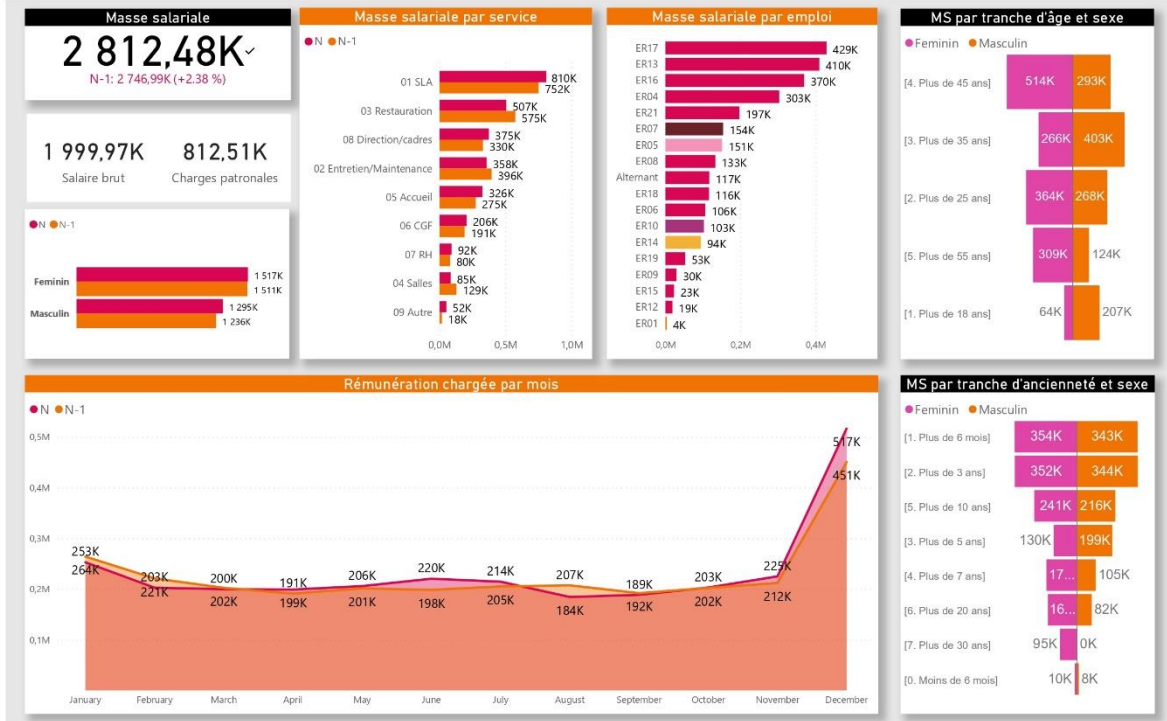 Masse salariale
2 812,48K
N-1: 2 746,99K (+2.38 %)
1 999,97K 812,51K
Salaire brut Charges patronales
N N-1
Feminin 1 517K
1 511K
Masculin 1 295K
1 236K
Masse salariale par service
N N-1
01 SLA 810K
752K
03 Restauration 507K
575K
08 Direction/cadres 375K
330K
02 Entretien/Maintenance 358K
396K
05 Accueil 326K
275K
06 CGF 206K
191K
07 RH 92K
80K
04 Salles 85K
129K
09 Autre 52K
18K
0,0M 0,5M 1,0M
Masse salariale par emploi
ER17 429K
ER13 410K
ER16 370K
ER04 303K
ER21 197K
ER07 154K
ER05 151K
ER08 133K
Alternant 117K
ER18 116K
ER06 106K
ER10 103K
ER14 94K
ER19 53K
ER09 30K
ER15 23K
ER12 19K
ER01 4K
0,0M 0,2M 0,4M
MS par tranche d'âge et sexe
Feminin Masculin
[4. Plus de 45 ans] 514K 293K
[3. Plus de 35 ans] 266K 403K
[2. Plus de 25 ans] 364K 268K
[5. Plus de 55 ans] 309K 124K
[1. Plus de 18 ans] 64K 207K
Rémunération chargée par mois
N N-1
0,5M
0,4M
0,3M
0,2M
0,1M
253K 203K 200K 191K 206K 220K 214K 207K 189K 203K 225K 517K
264K 221K 202K 199K 201K 198K 205K 184K 192K 202K 212K 451K
January February March April May June July August September October November December
MS par tranche d'ancienneté et sexe
Feminin Masculin
[1. Plus de 6 mois] 354K 343K
[2. Plus de 3 ans] 352K 344K
[5. Plus de 10 ans] 241K 216K
[3. Plus de 5 ans] 130K 199K
[4. Plus de 7 ans] 17... 105K
[6. Plus de 20 ans] 16... 82K
[7. Plus de 30 ans] 95K 0K
[0. Moins de 6 mois] 10K 8K